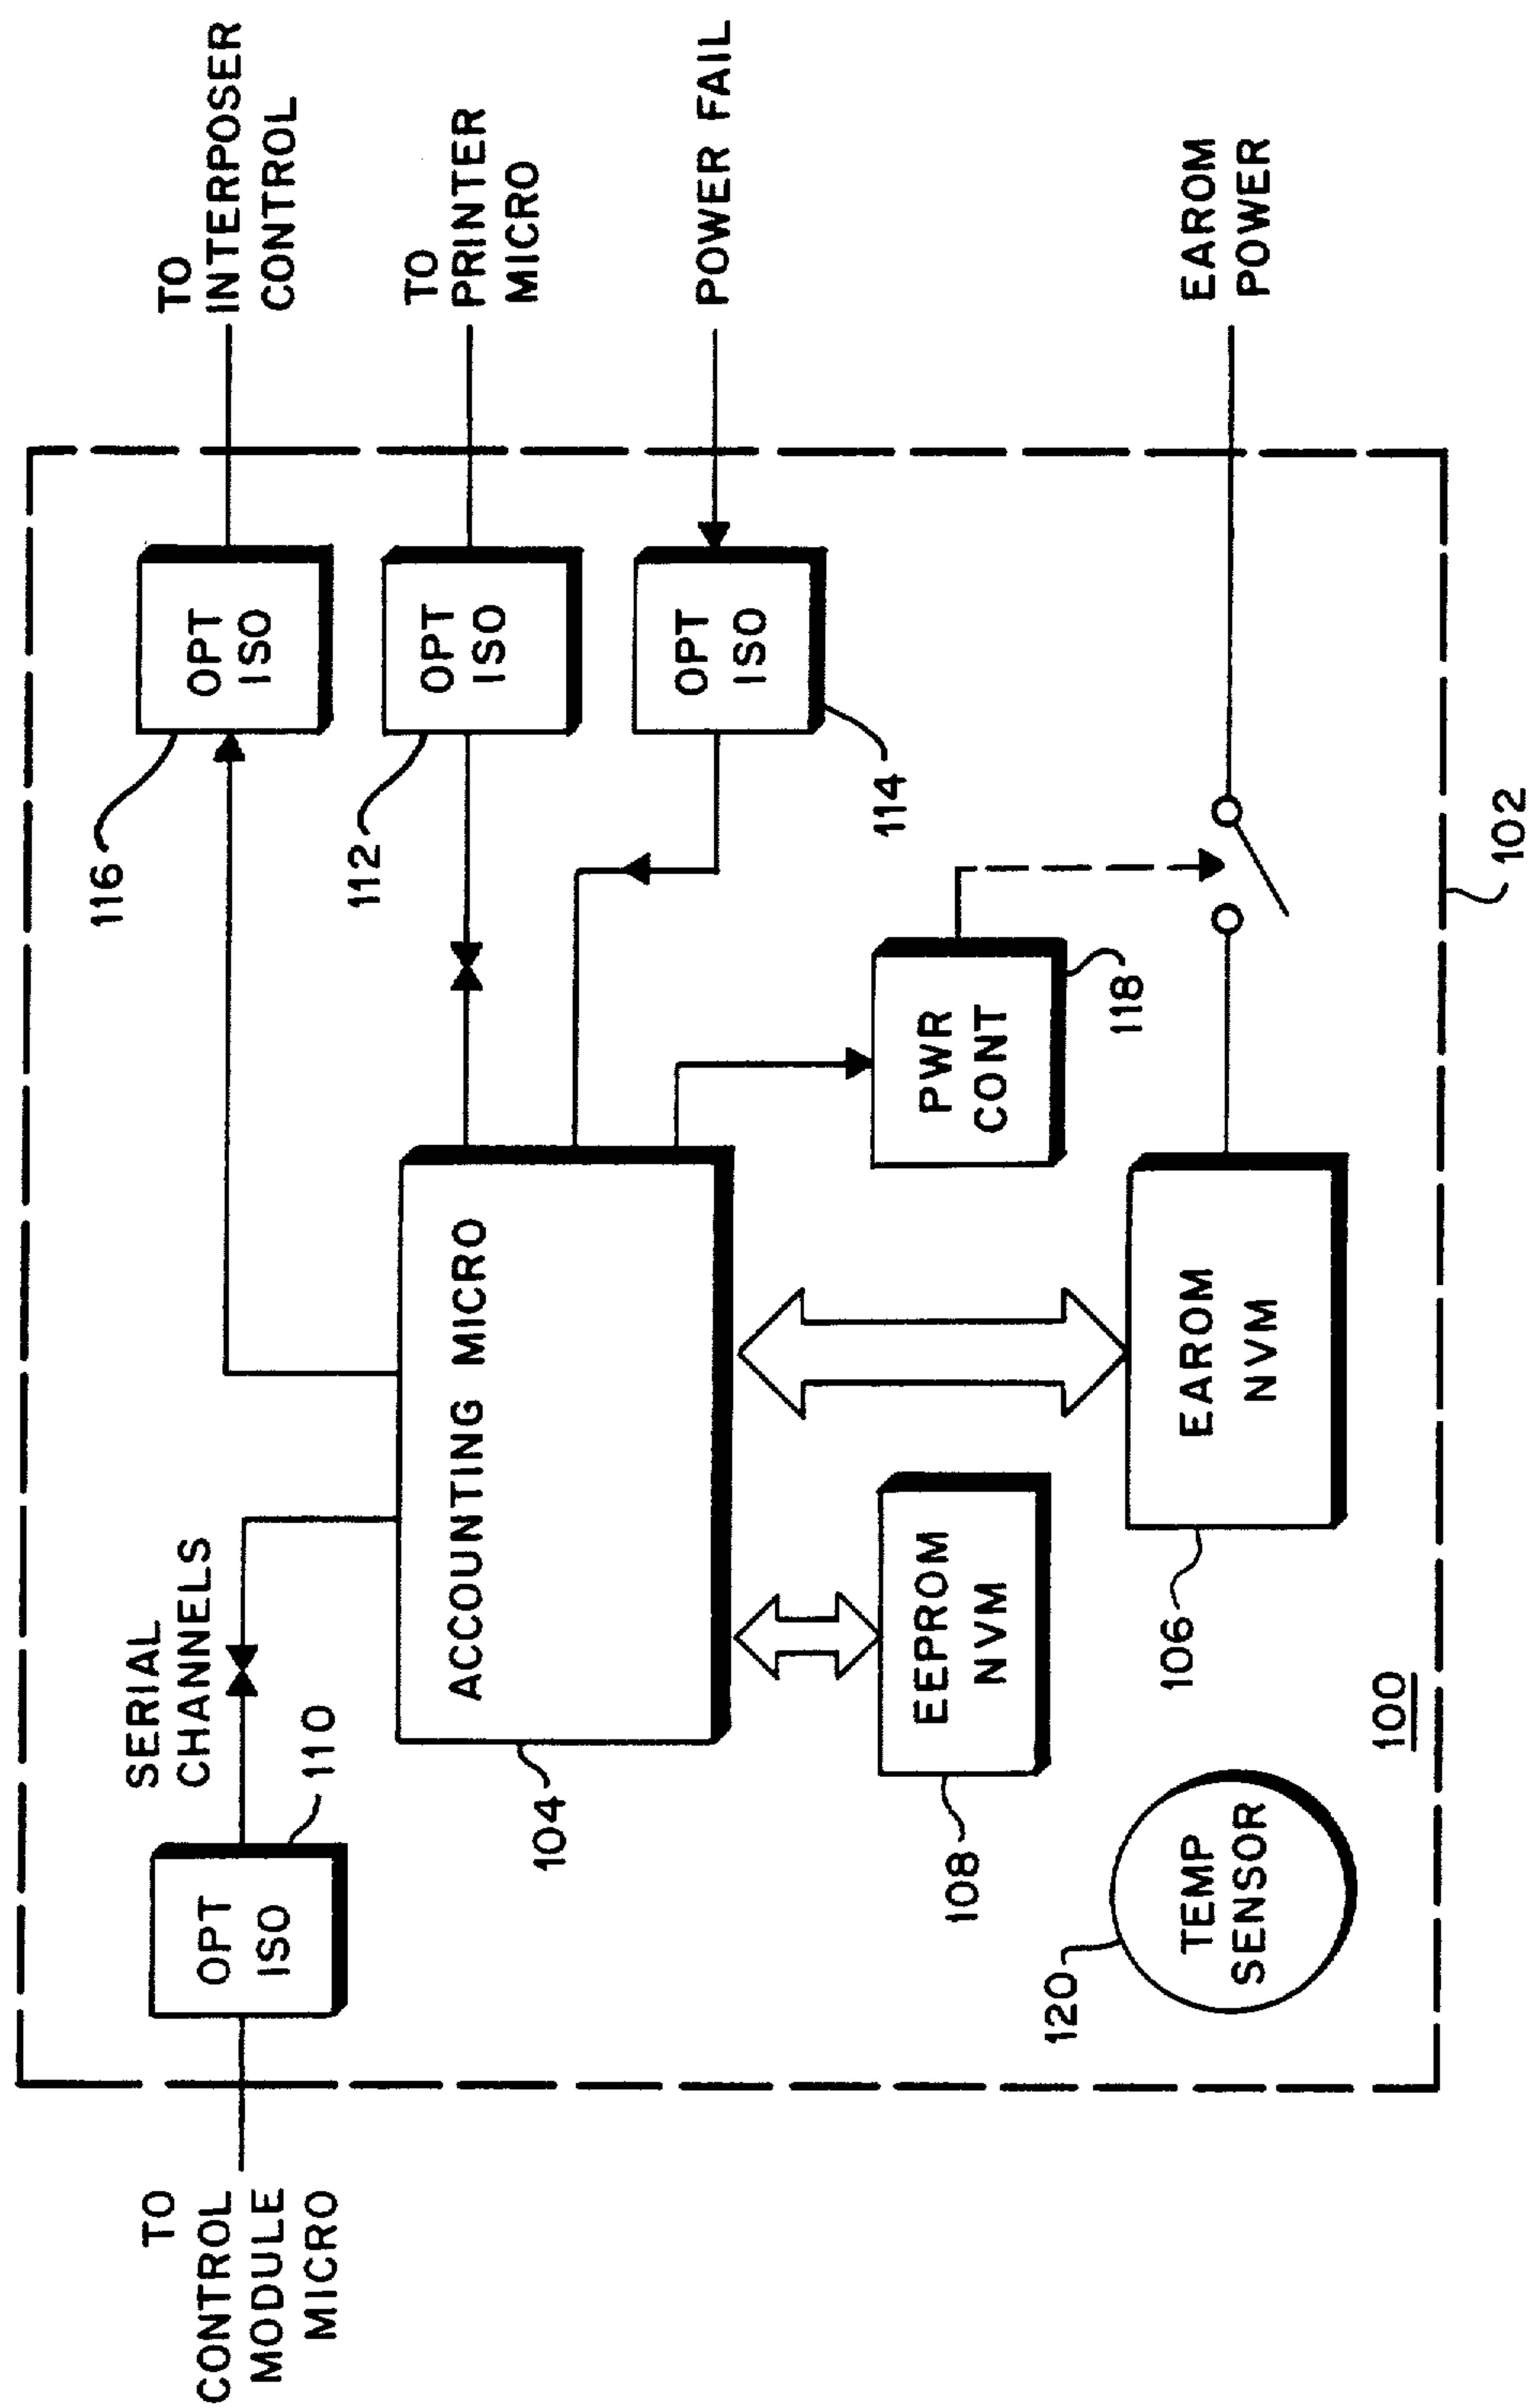 TO
INTERPOSER
CONTROL
TO
PRINTER
MICRO
POWER FAIL
EAROM
POWER
OPT
ISO
116
OPT
ISO
112
OPT
ISO
114
PWR
CONT
118
102
SERIAL
CHANNELS
OPT
ISO
110
TO
CONTROL
MODULE
MICRO
ACCOUNTING MICRO
104
EEPROM
NVM
108
EAROM
NVM
106
TEMP
SENSOR
120
100